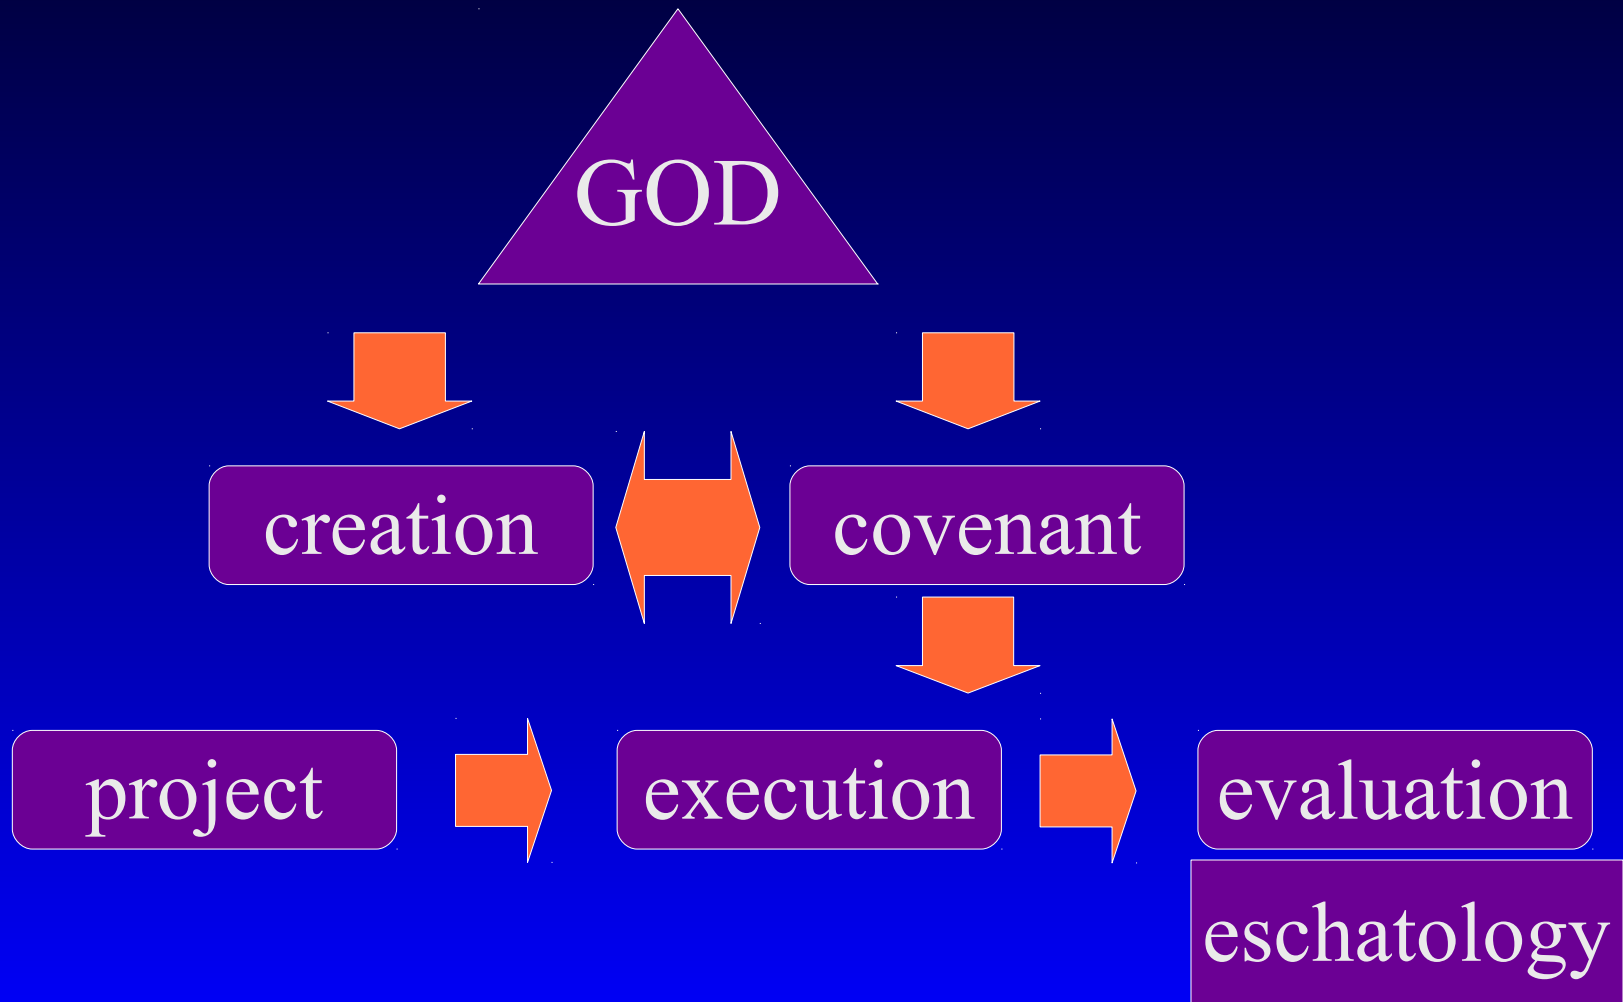 GOD
creation
covenant
project
execution
evaluation
eschatology